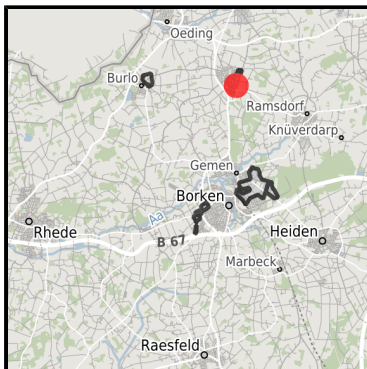 Oeding
Burlo
Ramsdorf
Knüverdarp
Gemen
Borken
Aa
Rhede
B 67
Heiden
Marbeck
Raesfeld